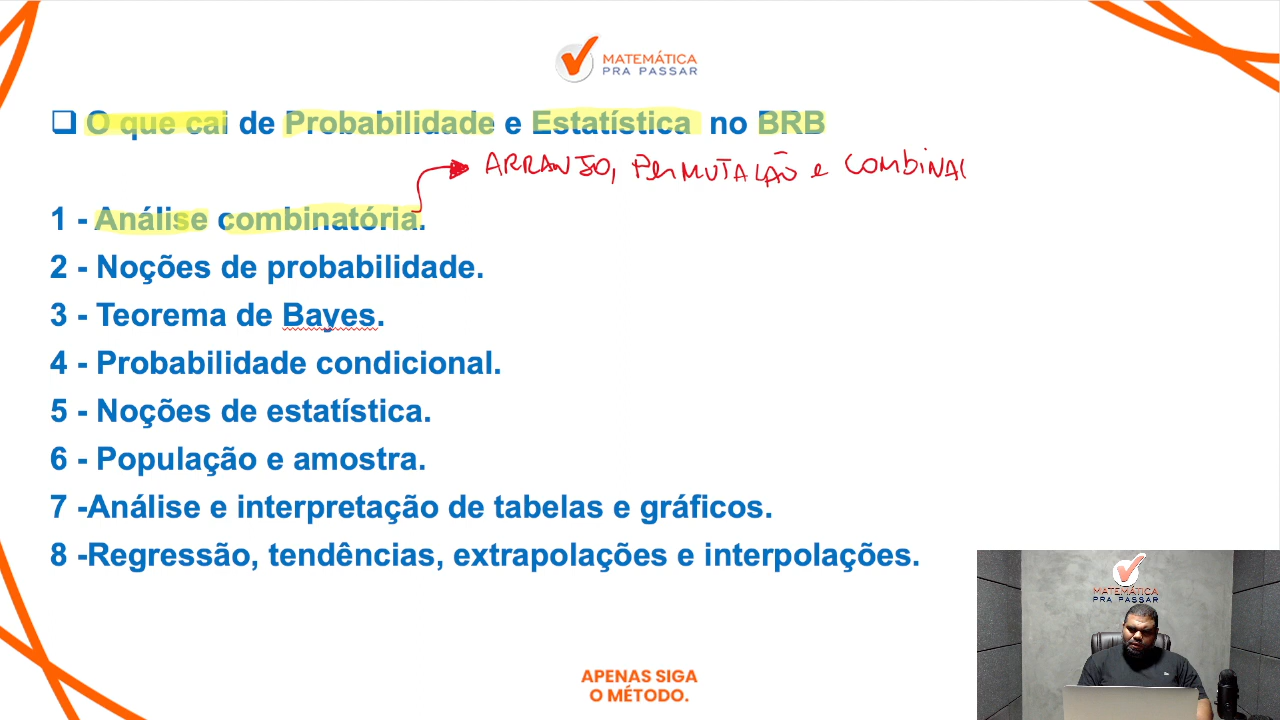 MATEMÁTICA
PRA PASSAR
O que cai de Probabilidade e Estatística no BRB
ARRANJO, PERMUTAÇÃO e COMBINAC
1 - Análise combinatória.
2 - Noções de probabilidade.
3 - Teorema de Bayes.
4 - Probabilidade condicional.
5 - Noções de estatística.
6 - População e amostra.
7 -Análise e interpretação de tabelas e gráficos.
8 -Regressão, tendências, extrapolações e interpolações.
MATEMÁTICA
PRA PASSAR
APENAS SIGA
O MÉTODO.